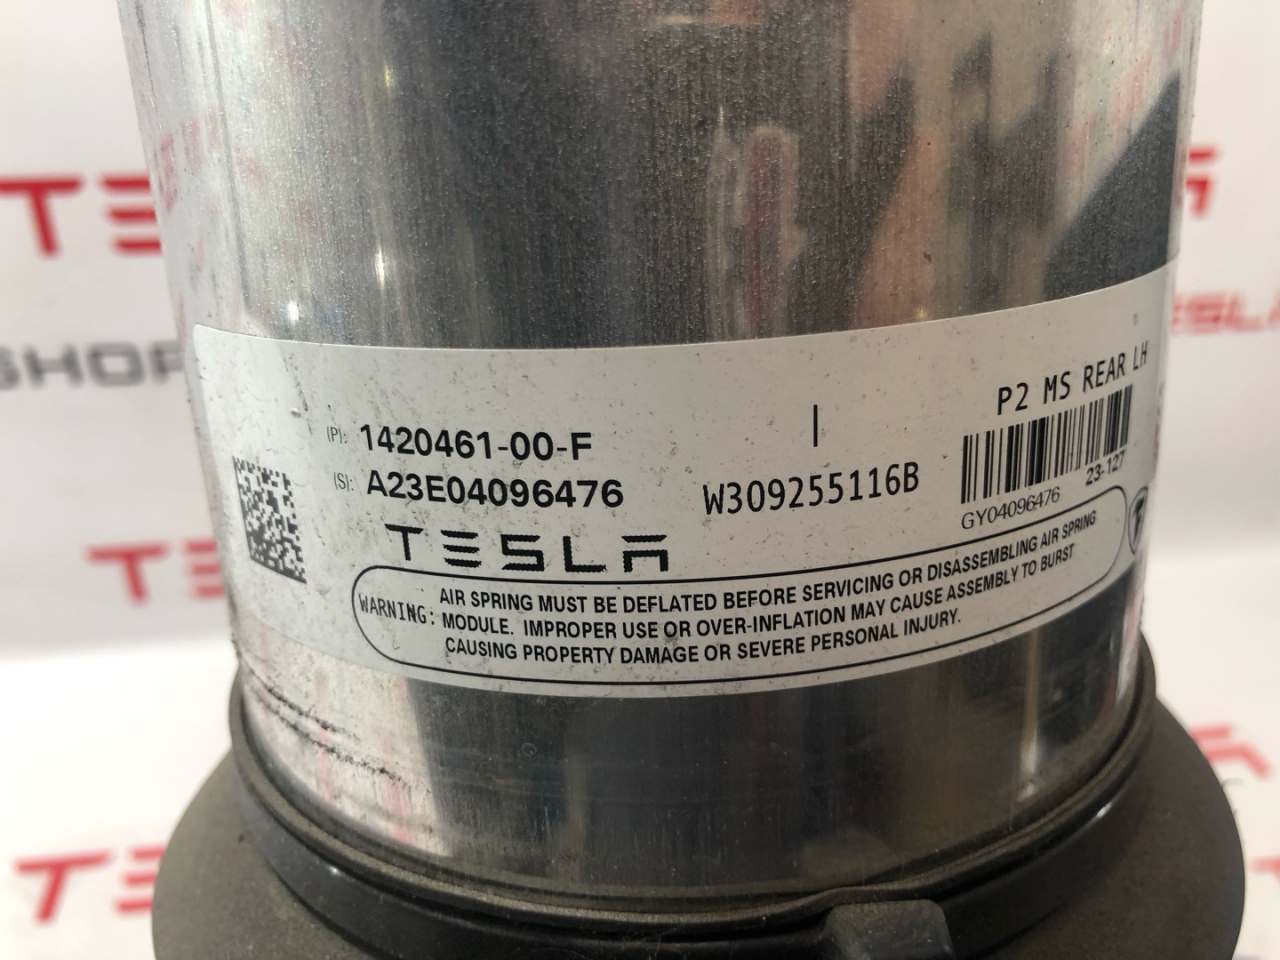 P2 MS REAR LH
(P): 1420461-00-F
(S): A23E04096476
W309255116B
23-127
GY04096476
TESLA
WARNING: AIR SPRING MUST BE DEFLATED BEFORE SERVICING OR DISASSEMBLING AIR SPRING
MODULE. IMPROPER USE OR OVER-INFLATION MAY CAUSE ASSEMBLY TO BURST
CAUSING PROPERTY DAMAGE OR SEVERE PERSONAL INJURY.
SHOP
TESLA